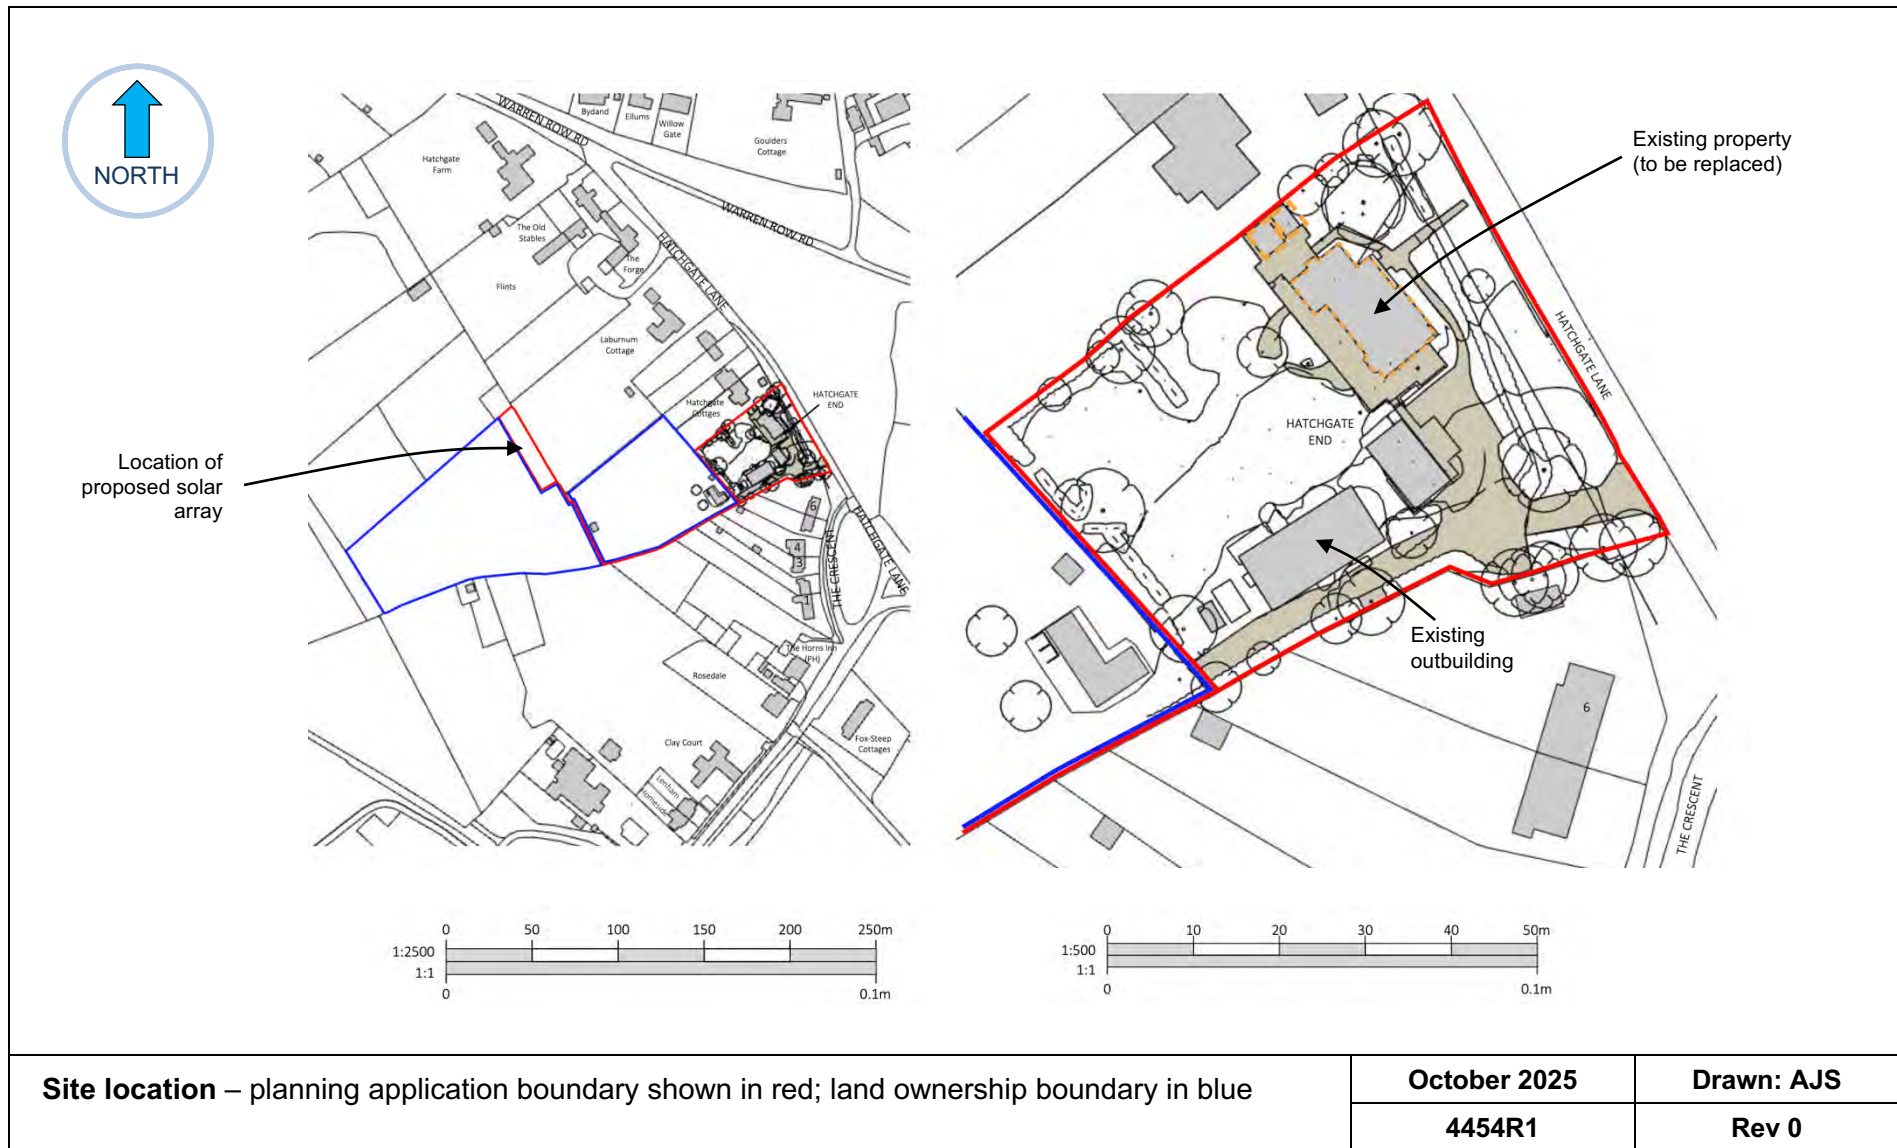 NORTH
WARREN ROW RD
Bydand
Ellums
Willow
Gate
Goulders
Cottage
Hatchgate
Farm
WARREN ROW RD
The Old
Stables
The
Forge
HATCHGATE LANE
Flints
Laburnum
Cottage
Hatchgate
Cottges
HATCHGATE
END
Location of
proposed solar
array
6
4
3
THE CRESCENT
HATCHGATE LANE
The Horns Inn
(PH)
Rosedale
Clay Court
Fox-Steep
Cottages
Lenham
Homeside
Existing property
(to be replaced)
HATCHGATE LANE
HATCHGATE
END
Existing
outbuilding
6
THE CRESCENT
0 50 100 150 200 250m
1:2500
1:1
0 0.1m
0 10 20 30 40 50m
1:500
1:1
0 0.1m
Site location – planning application boundary shown in red; land ownership boundary in blue
October 2025
Drawn: AJS
4454R1
Rev 0